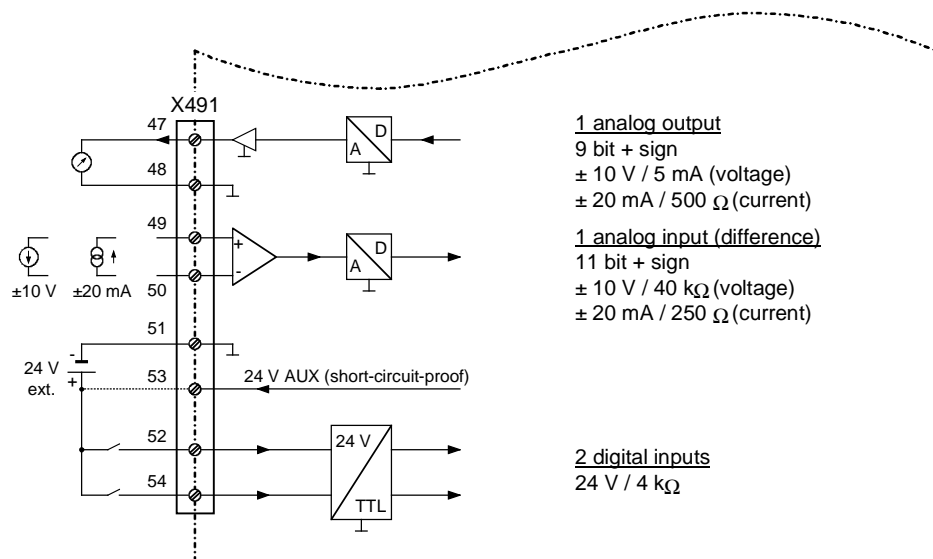 X491
47
D
A
48
1 analog output
9 bit + sign
± 10 V / 5 mA (voltage)
± 20 mA / 500 Ω (current)
49
+
-
D
A
50
±10 V
±20 mA
1 analog input (difference)
11 bit + sign
± 10 V / 40 kΩ (voltage)
± 20 mA / 250 Ω (current)
51
-
24 V
+
ext.
53
24 V AUX (short-circuit-proof)
52
24 V
54
TTL
2 digital inputs
24 V / 4 kΩ